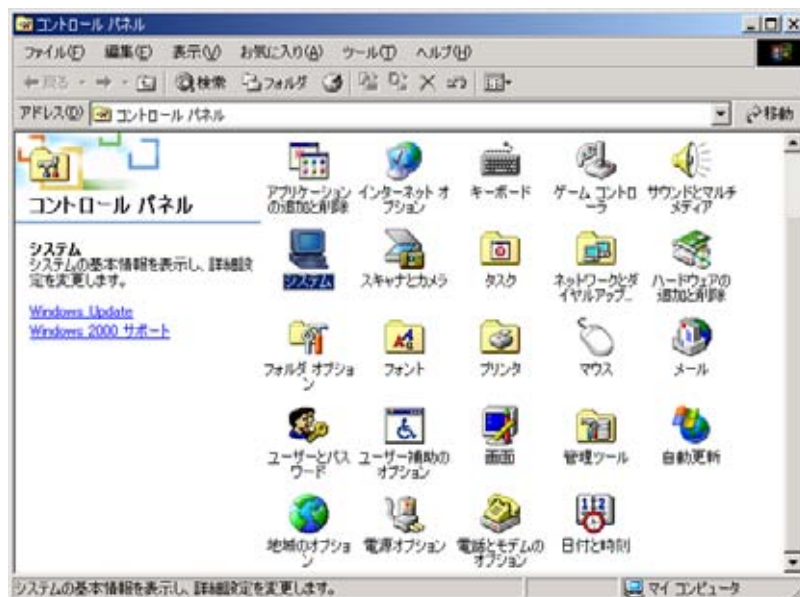 コントロール パネル
ファイル(F) 編集(E) 表示(V) お気に入り(A) ツール(T) ヘルプ(H)
戻る 検索 フォルダ
アドレス(D) コントロール パネル 移動
コントロール パネル
システム
システムの基本情報を表示し、詳細設
定を変更します。
Windows Update
Windows 2000 サポート
アプリケーション
の追加と削除
インターネット オ
プション
キーボード
ゲーム コントロ
ーラ
サウンドとマルチ
メディア
システム
スキャナとカメラ
タスク
ネットワークとダ
イヤルアップ...
ハードウェアの
追加と削除
フォルダ オプショ
ン
フォント
プリンタ
マウス
メール
ユーザーとパス
ワード
ユーザー補助の
オプション
画面
管理ツール
自動更新
地域のオプショ
ン
電源オプション
電話とモデムの
オプション
日付と時刻
システムの基本情報を表示し、詳細設定を変更します。
マイ コンピュータ